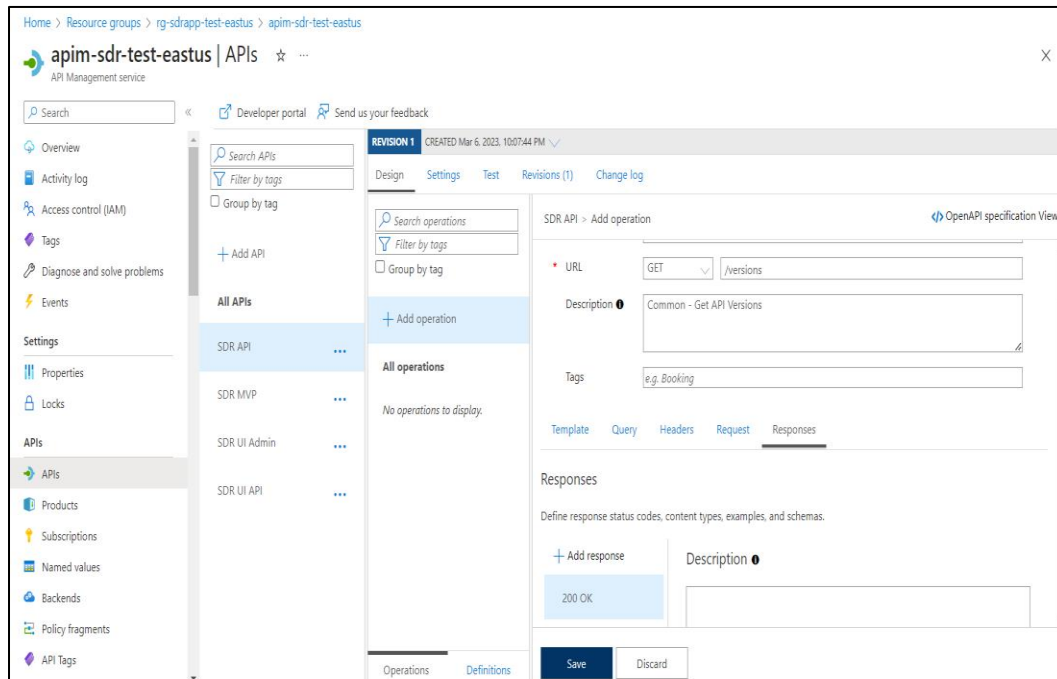 Home > Resource groups > rg-sdrapp-test-eastus > apim-sdr-test-eastus
apim-sdr-test-eastus | APIs ☆ ...
API Management service
X
Search
«
Overview
Activity log
Access control (IAM)
Tags
Diagnose and solve problems
Events
Settings
Properties
Locks
APIs
APIs
Products
Subscriptions
Named values
Backends
Policy fragments
API Tags
Developer portal Send us your feedback
Search APIs
Filter by tags
Group by tag
+ Add API
All APIs
SDR API ...
SDR MVP ...
SDR UI Admin ...
SDR UI API ...
REVISION 1 CREATED Mar 6, 2023, 10:07:44 PM
Design Settings Test Revisions (1) Change log
Search operations
Filter by tags
Group by tag
+ Add operation
All operations
No operations to display.
Operations Definitions
SDR API > Add operation </> OpenAPI specification View
* URL GET /versions
Description Common - Get API Versions
Tags e.g. Booking
Template Query Headers Request Responses
Responses
Define response status codes, content types, examples, and schemas.
+ Add response
200 OK
Description
Save Discard